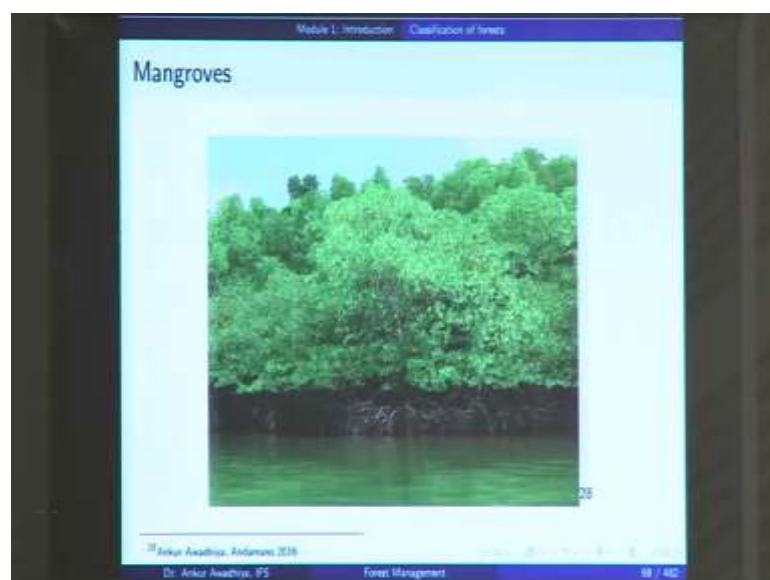 Module 1: Introduction Classification of forests
Mangroves
28
28 Ankur Awadhiya, Andamans 2016
Dr. Ankur Awadhiya, IFS Forest Management 68 / 482